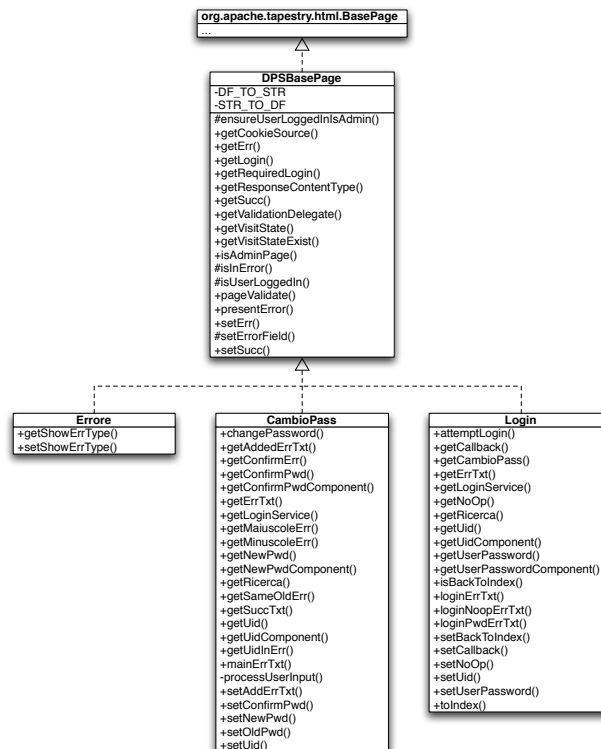 org.apache.tapestry.html.BasePage
...
DPSBasePage
-DF_TO_STR
-STR_TO_DF
#ensureUserLoggedInIsAdmin()
+getCookieSource()
+getErr()
+getLogin()
+getRequiredLogin()
+getResponseContentType()
+getSucc()
+getValidationDelegate()
+getVisitState()
+getVisitStateExist()
+isAdminPage()
#isInError()
#isUserLoggedIn()
+pageValidate()
+presentError()
+setErr()
#setErrorField()
+setSucc()
Errore
+getShowErrType()
+setShowErrType()
CambioPass
+changePassword()
+getAddedErrTxt()
+getConfirmErr()
+getConfirmPwd()
+getConfirmPwdComponent()
+getErrTxt()
+getLoginService()
+getMaiuscoleErr()
+getMinuscoleErr()
+getNewPwd()
+getNewPwdComponent()
+getRicerca()
+getSameOldErr()
+getSuccTxt()
+getUid()
+getUidComponent()
+getUidInErr()
+mainErrTxt()
-processUserInput()
+setAddErrTxt()
+setConfirmPwd()
+setNewPwd()
+setOldPwd()
+setUid()
Login
+attemptLogin()
+getCallback()
+getCambioPass()
+getErrTxt()
+getLoginService()
+getNoOp()
+getRicerca()
+getUid()
+getUidComponent()
+getUserPassword()
+getUserPasswordComponent()
+isBackToIndex()
+loginErrTxt()
+loginNoopErrTxt()
+loginPwdErrTxt()
+setBackToIndex()
+setCallback()
+setNoOp()
+setUid()
+setUserPassword()
+toIndex()